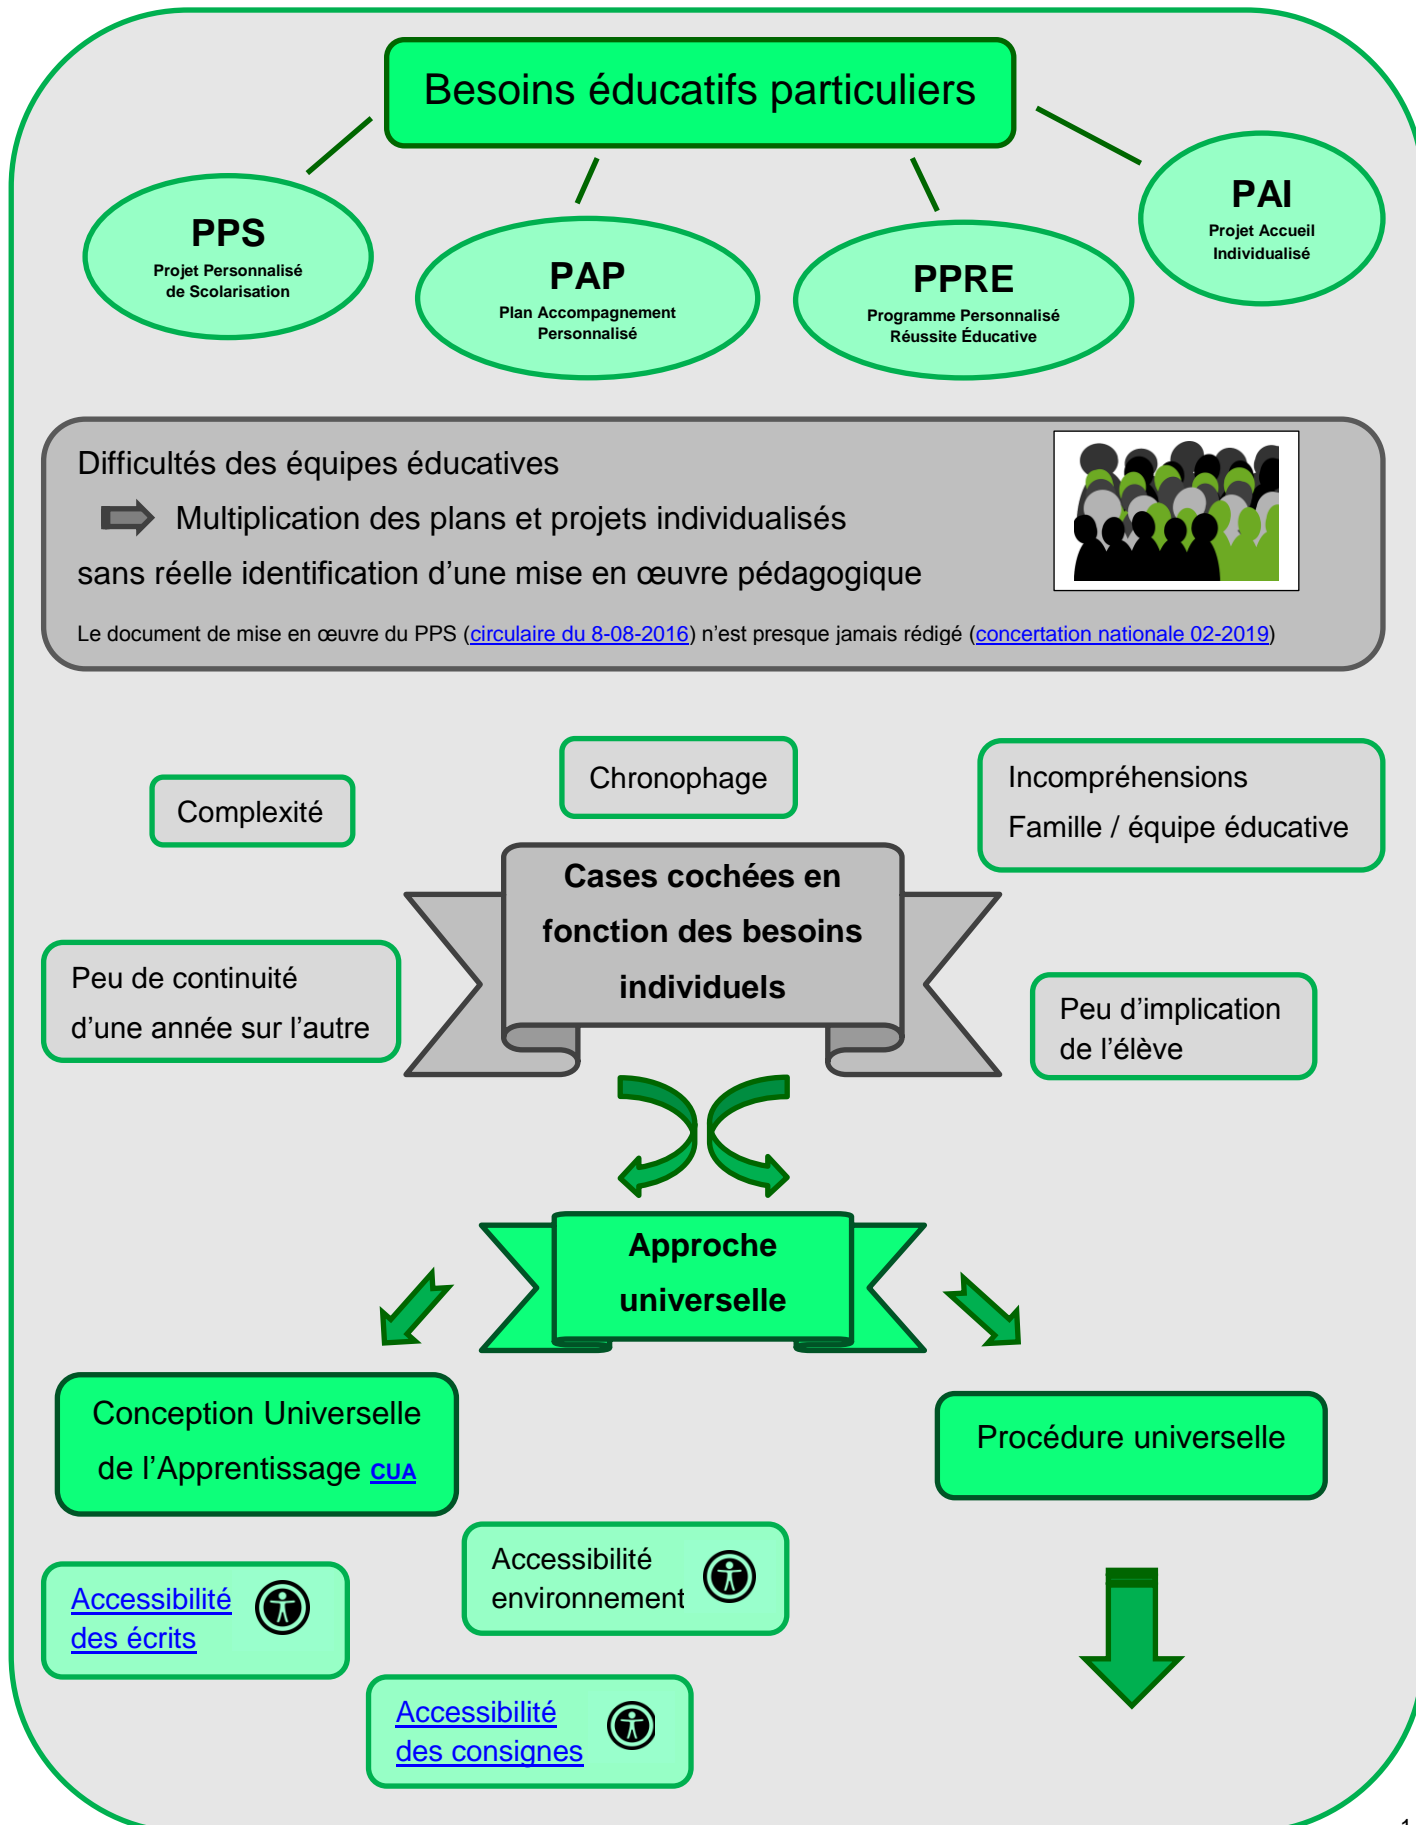 Besoins éducatifs particuliers
PPS
Projet Personnalisé
de Scolarisation
PAP
Plan Accompagnement
Personnalisé
PPRE
Programme Personnalisé
Réussite Éducative
PAI
Projet Accueil
Individualisé
Difficultés des équipes éducatives
Multiplication des plans et projets individualisés
sans réelle identification d’une mise en œuvre pédagogique
Le document de mise en œuvre du PPS (circulaire du 8-08-2016) n’est presque jamais rédigé (concertation nationale 02-2019)
Complexité
Chronophage
Incompréhensions
Famille / équipe éducative
Cases cochées en
fonction des besoins
individuels
Peu de continuité
d’une année sur l’autre
Peu d’implication
de l’élève
Approche
universelle
Conception Universelle
de l’Apprentissage CUA
Procédure universelle
Accessibilité
environnement
Accessibilité
des écrits
Accessibilité
des consignes
1